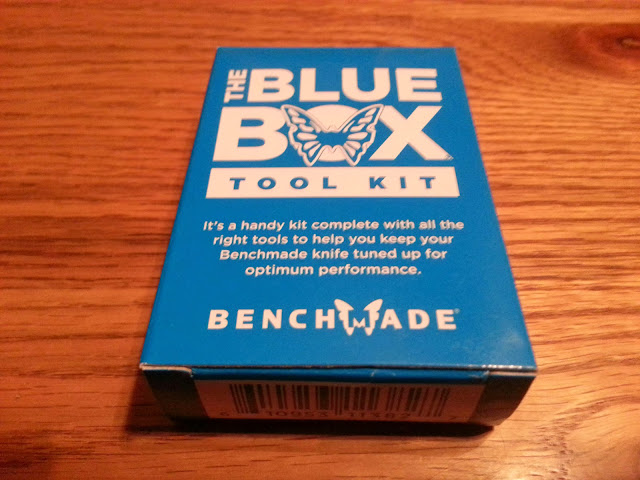 THE BLUE
BOX
TOOL KIT
It's a handy kit complete with all the
right tools to help you keep your
Benchmade knife tuned up for
optimum performance.
BENCHMADE®